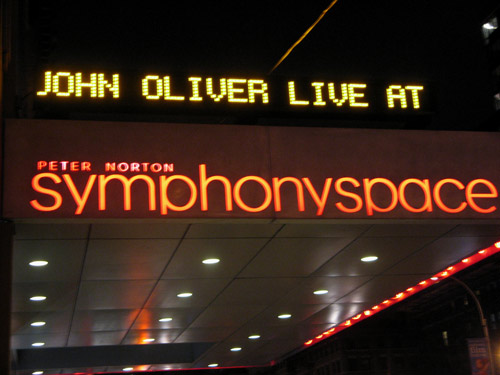 JOHN OLIVER LIVE AT
PETER NORTON
symphonyspace